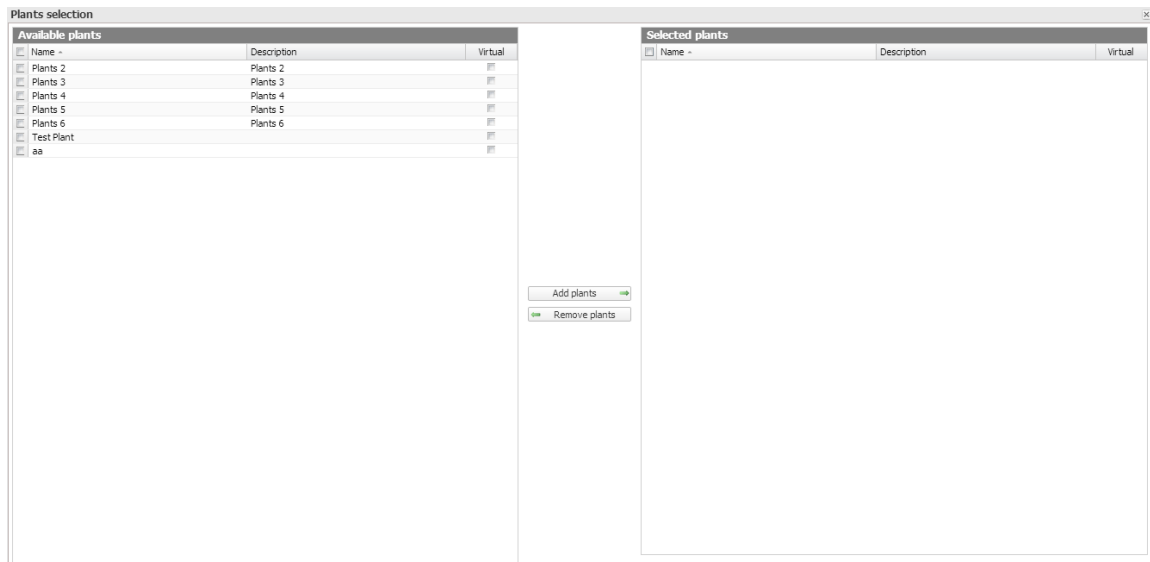 Plants selection
Available plants
Name Description Virtual
Plants 2 Plants 2
Plants 3 Plants 3
Plants 4 Plants 4
Plants 5 Plants 5
Plants 6 Plants 6
Test Plant
aa
Add plants
Remove plants
Selected plants
Name Description Virtual